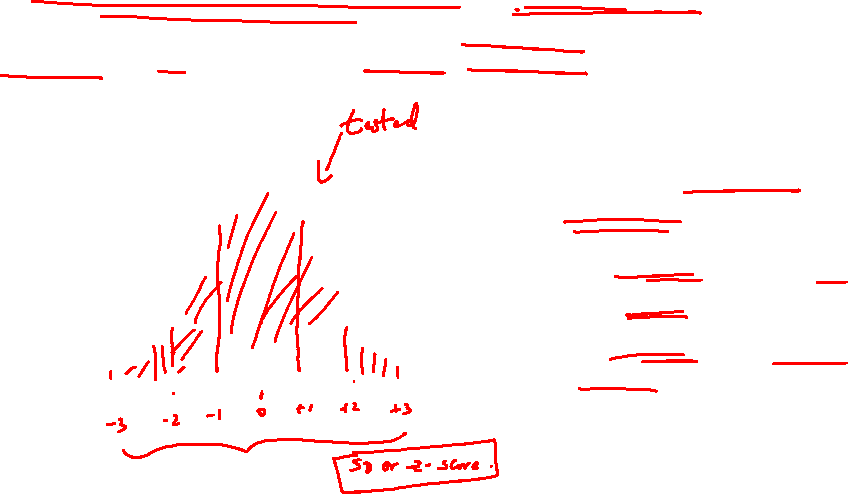 tested
-3 -2 -1 0 +1 +2 +3
SD or z-score.